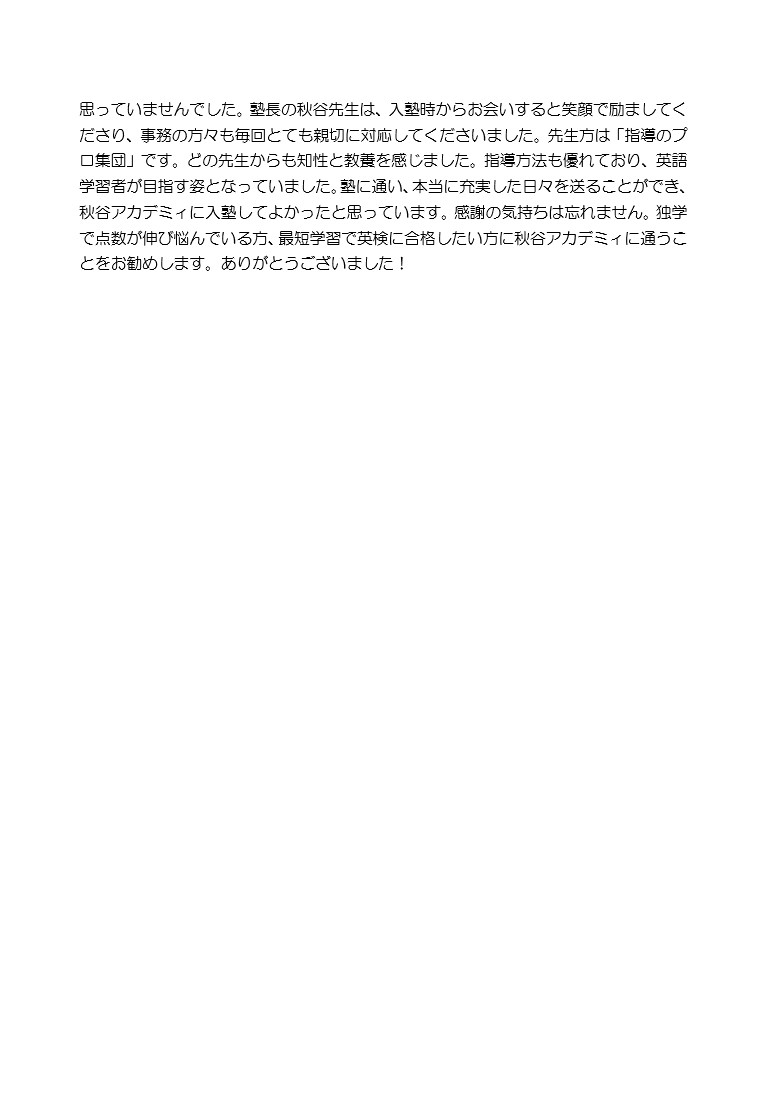 思っていませんでした。塾長の秋谷先生は、入塾時からお会いすると笑顔で励ましてく
ださり、事務の方々も毎回とても親切に対応してくださいました。先生方は「指導のプ
ロ集団」です。どの先生からも知性と教養を感じました。指導方法も優れており、英語
学習者が目指す姿となっていました。塾に通い、本当に充実した日々を送ることができ、
秋谷アカデミィに入塾してよかったと思っています。感謝の気持ちは忘れません。独学
で点数が伸び悩んでいる方、最短学習で英検に合格したい方に秋谷アカデミィに通うこ
とをお勧めします。ありがとうございました！